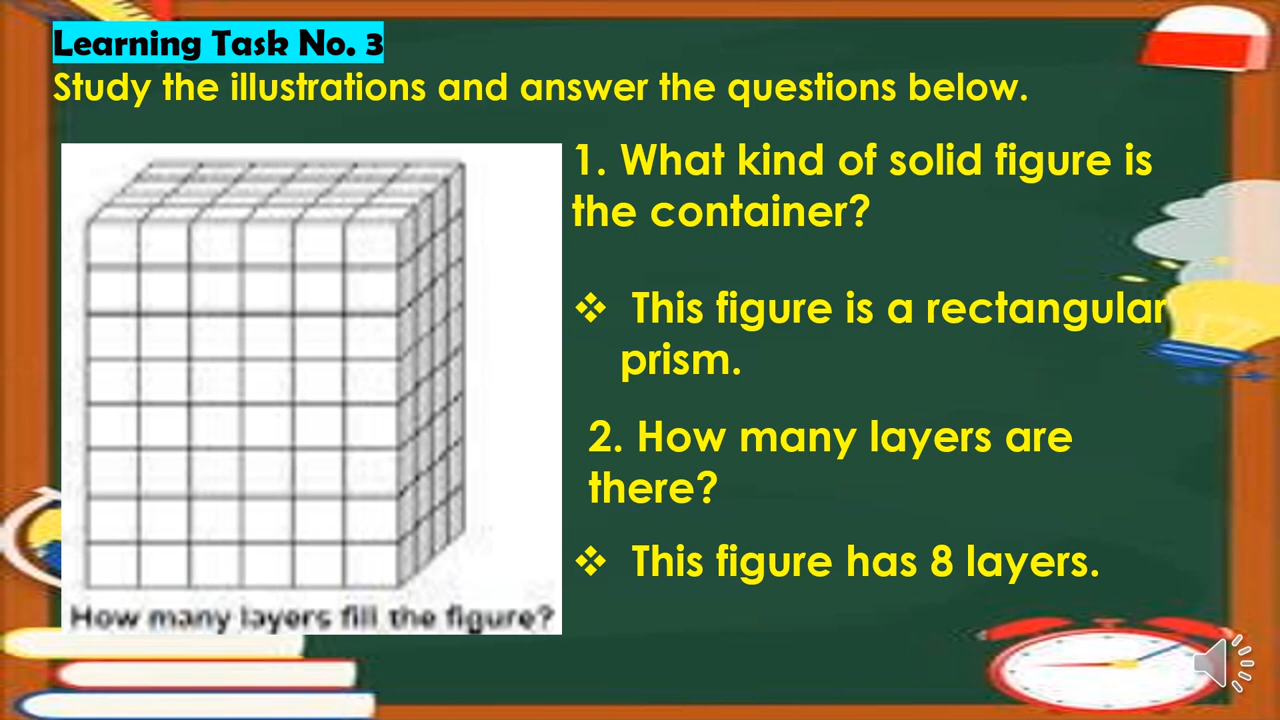 Learning Task No. 3
Study the illustrations and answer the questions below.
1. What kind of solid figure is
the container?
❖ This figure is a rectangular
prism.
2. How many layers are
there?
❖ This figure has 8 layers.
How many layers fill the figure?